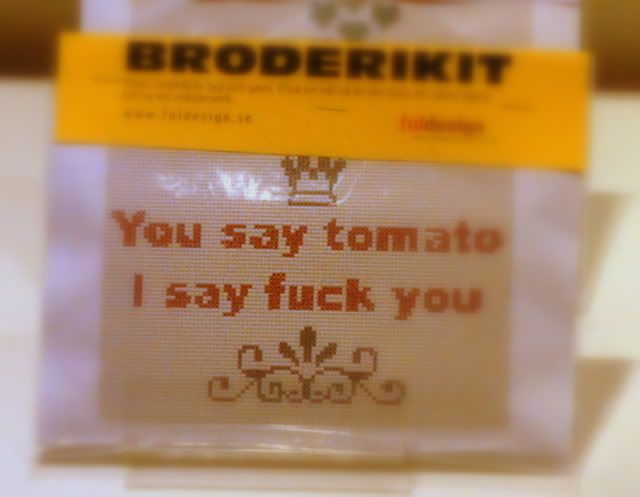 BRODERIKIT
www.fuldesign.se
fuldesign
You say tomato
I say fuck you